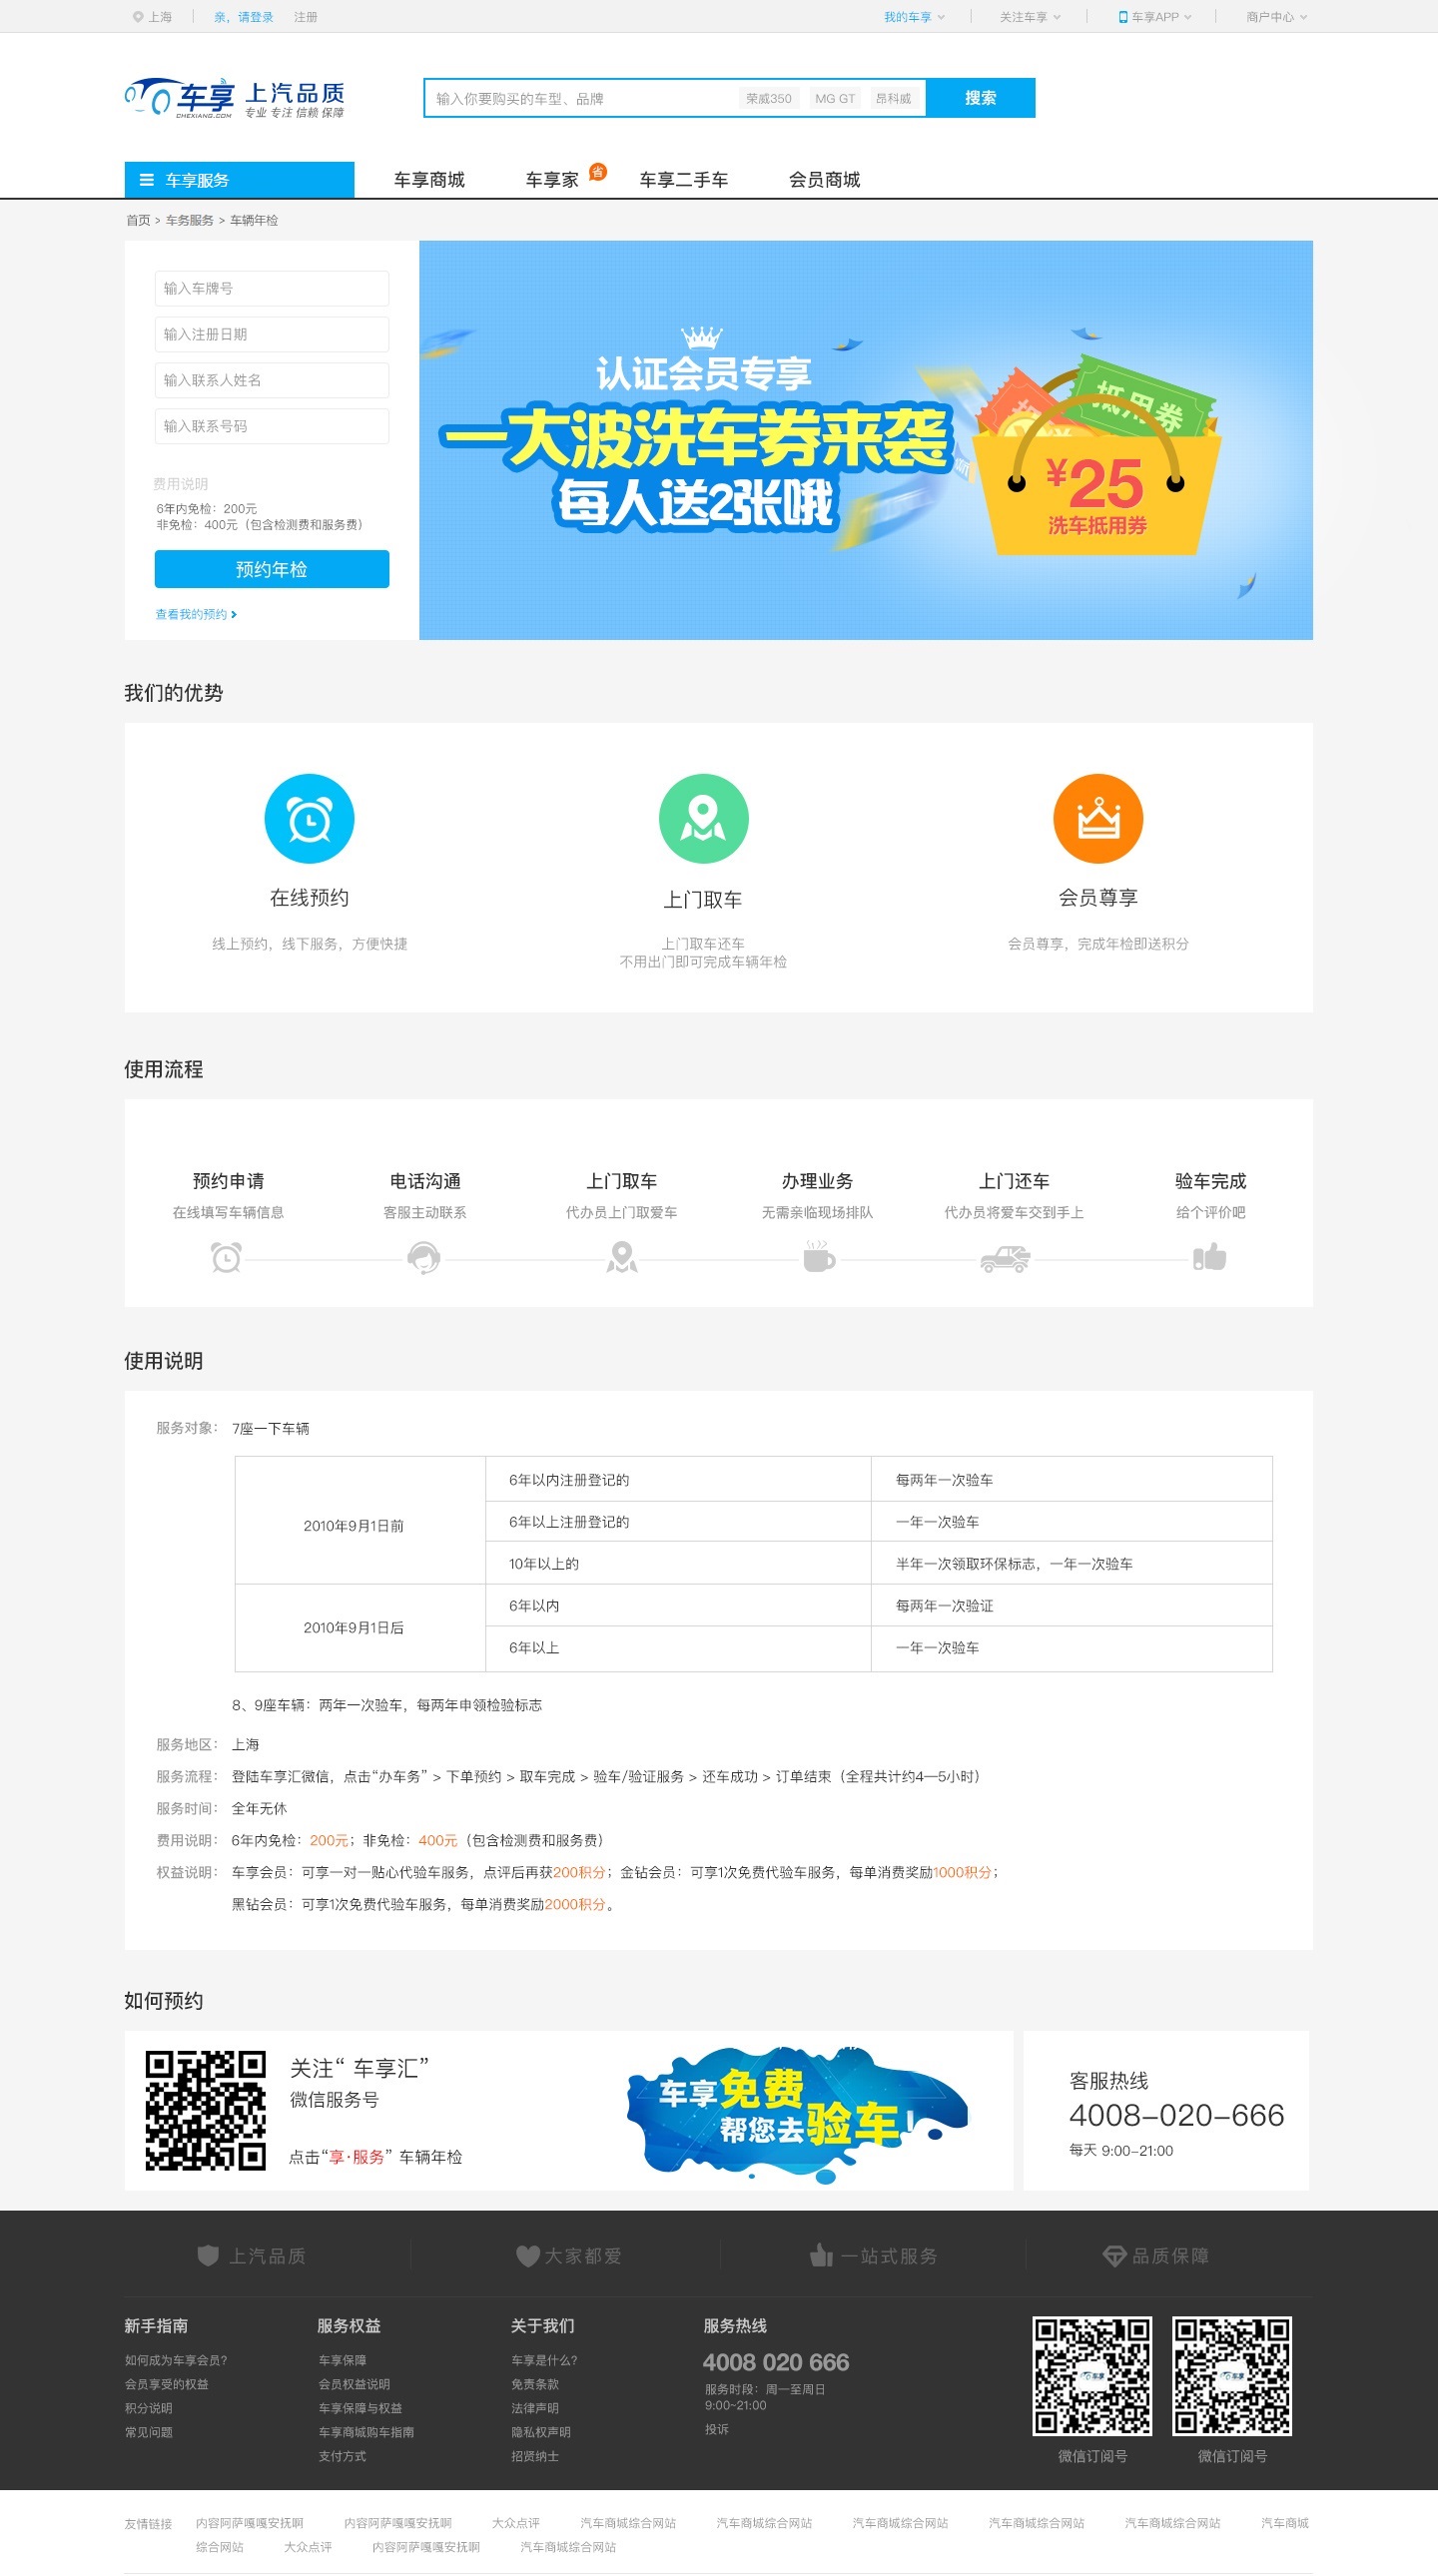 上海 亲，请登录 注册 我的车享 关注车享 车享APP 商户中心
车享 上汽品质
CHEXIANG.COM 专业 专注 信赖 保障
输入你要购买的车型、品牌 荣威350 MG GT 昂科威 搜索
车享服务 车享商城 车享家 省 车享二手车 会员商城
首页 > 车务服务 > 车辆年检
输入车牌号
输入注册日期
输入联系人姓名
输入联系号码
费用说明
6年内免检：200元
非免检：400元（包含检测费和服务费）
预约年检
查看我的预约
认证会员专享
一大波洗车券来袭
每人送2张哦
抵用券
¥25
洗车抵用券
我们的优势
在线预约 上门取车 会员尊享
线上预约，线下服务，方便快捷 上门取车还车 会员尊享，完成年检即送积分
不用出门即可完成车辆年检
使用流程
预约申请 电话沟通 上门取车 办理业务 上门还车 验车完成
在线填写车辆信息 客服主动联系 代办员上门取爱车 无需亲临现场排队 代办员将爱车交到手上 给个评价吧
使用说明
服务对象： 7座一下车辆
6年以内注册登记的 每两年一次验车
2010年9月1日前 6年以上注册登记的 一年一次验车
10年以上的 半年一次领取环保标志，一年一次验车
6年以内 每两年一次验证
2010年9月1日后
6年以上 一年一次验车
8、9座车辆：两年一次验车，每两年申领检验标志
服务地区： 上海
服务流程： 登陆车享汇微信，点击“办车务” > 下单预约 > 取车完成 > 验车/验证服务 > 还车成功 > 订单结束（全程共计约4—5小时）
服务时间： 全年无休
费用说明： 6年内免检：200元；非免检：400元（包含检测费和服务费）
权益说明： 车享会员：可享一对一贴心代验车服务，点评后再获200积分；金钻会员：可享1次免费代验车服务，每单消费奖励1000积分；
黑钻会员：可享1次免费代验车服务，每单消费奖励2000积分。
如何预约
关注“ 车享汇”
微信服务号
点击“享·服务” 车辆年检
车享免费
帮您去验车!
客服热线
4008-020-666
每天 9:00-21:00
上汽品质 大家都爱 一站式服务 品质保障
新手指南 服务权益 关于我们 服务热线
如何成为车享会员? 车享保障 车享是什么? 4008 020 666
会员享受的权益 会员权益说明 免责条款 服务时段：周一至周日
9:00~21:00
积分说明 车享保障与权益 法律声明
常见问题 车享商城购车指南 隐私权声明 投诉
支付方式 招贤纳士 微信订阅号 微信订阅号
车享 车享
友情链接 内容阿萨嘎嘎安抚啊 内容阿萨嘎嘎安抚啊 大众点评 汽车商城综合网站 汽车商城综合网站 汽车商城综合网站 汽车商城综合网站 汽车商城综合网站 汽车商城
综合网站 大众点评 内容阿萨嘎嘎安抚啊 汽车商城综合网站